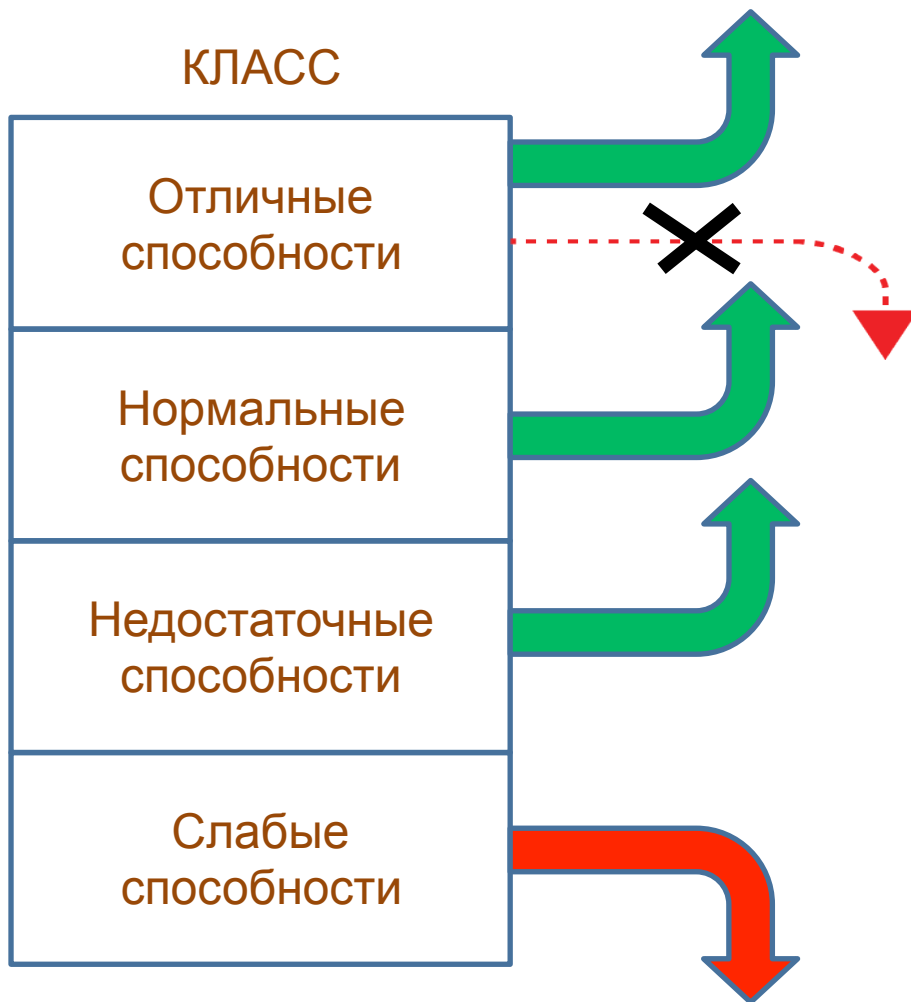 КЛАСС
Отличные
способности
Нормальные
способности
Недостаточные
способности
Слабые
способности